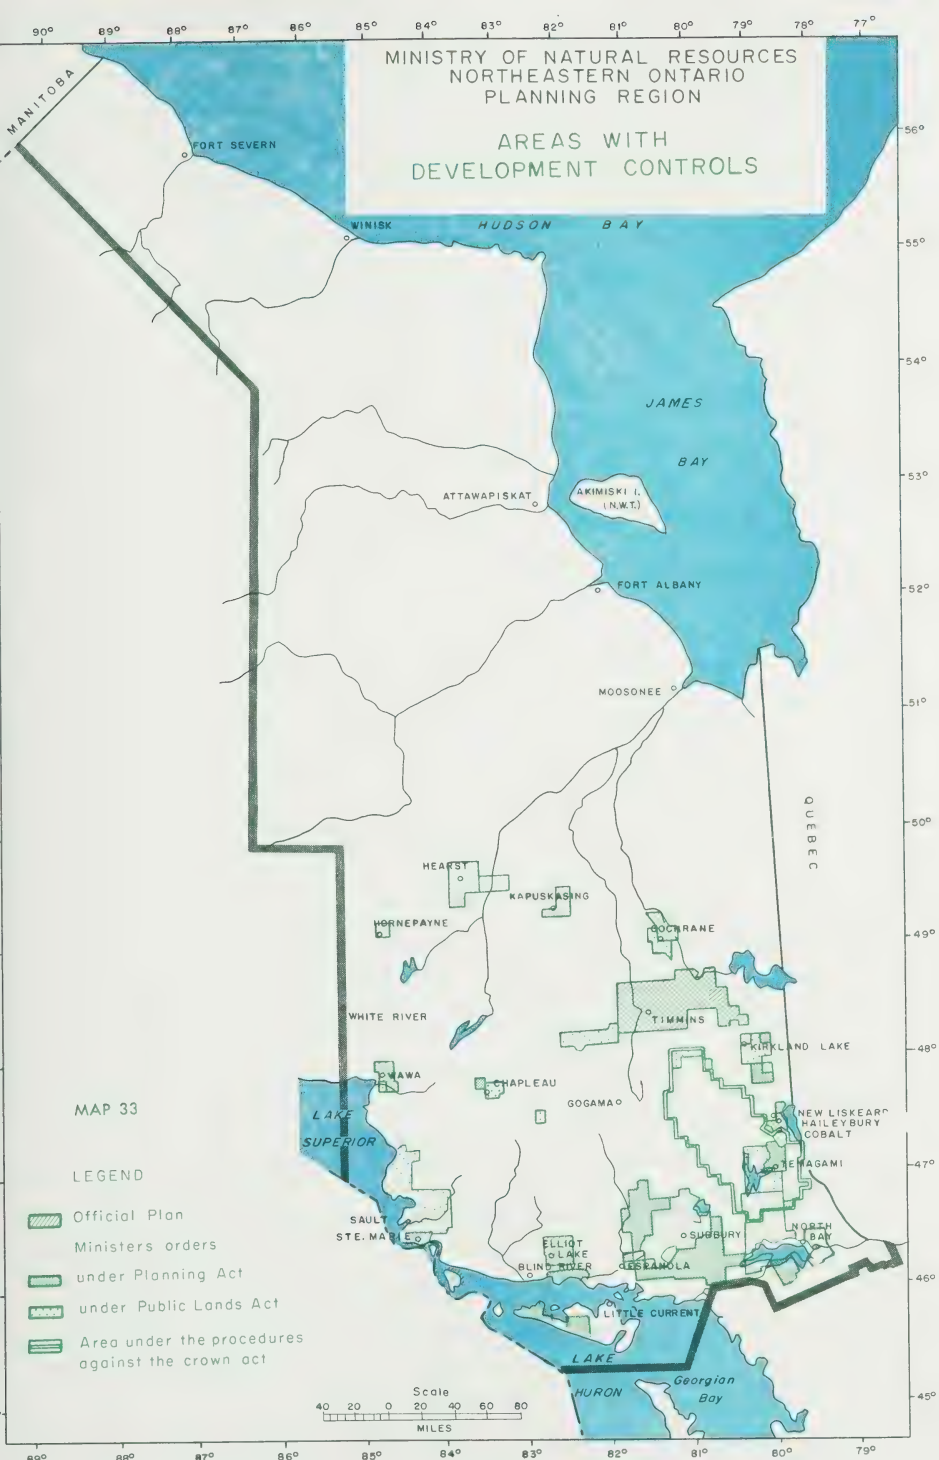 90° 89° 88° 87° 86° 85° 84° 83° 82° 81° 80° 79° 78° 77°
MINISTRY OF NATURAL RESOURCES
NORTHEASTERN ONTARIO
PLANNING REGION
AREAS WITH
DEVELOPMENT CONTROLS
MANITOBA
56°
FORT SEVERN
WINISK
HUDSON BAY
55°
54°
JAMES
BAY
53°
ATTAWAPISKAT
AKIMISKI I.
(N.W.T.)
52°
FORT ALBANY
MOOSONEE
51°
50°
QUEBEC
HEARST
KAPUSKASING
HORNEPAYNE
COCHRANE
49°
WHITE RIVER
TIMMINS
KIRKLAND LAKE
48°
WAWA
CHAPLEAU
GOGAMA
MAP 33
NEW LISKEARD
HAILEYBURY
COBALT
LAKE
SUPERIOR
TEMAGAMI
47°
LEGEND
Official Plan
Ministers orders
under Planning Act
under Public Lands Act
Area under the procedures
against the crown act
SAULT
STE. MARIE
SUDBURY
NORTH
BAY
ELLIOT
LAKE
BLIND RIVER
ESPANOLA
46°
LITTLE CURRENT
LAKE
HURON
Georgian
Bay
45°
Scale
40 20 0 20 40 60 80
MILES
89° 88° 87° 86° 85° 84° 83° 82° 81° 80° 79°